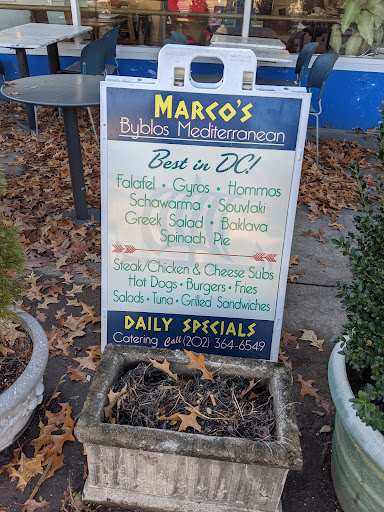 MARCO'S
Byblos Mediterranean
Best in DC!
Falafel • Gyros • Hommos
Schawarma • Souvlaki
Greek Salad • Baklava
Spinach Pie
Steak/Chicken & Cheese Subs
Hot Dogs • Burgers • Fries
Salads • Tuna • Grilled Sandwiches
DAILY SPECIALS
Catering Call (202) 364-6549